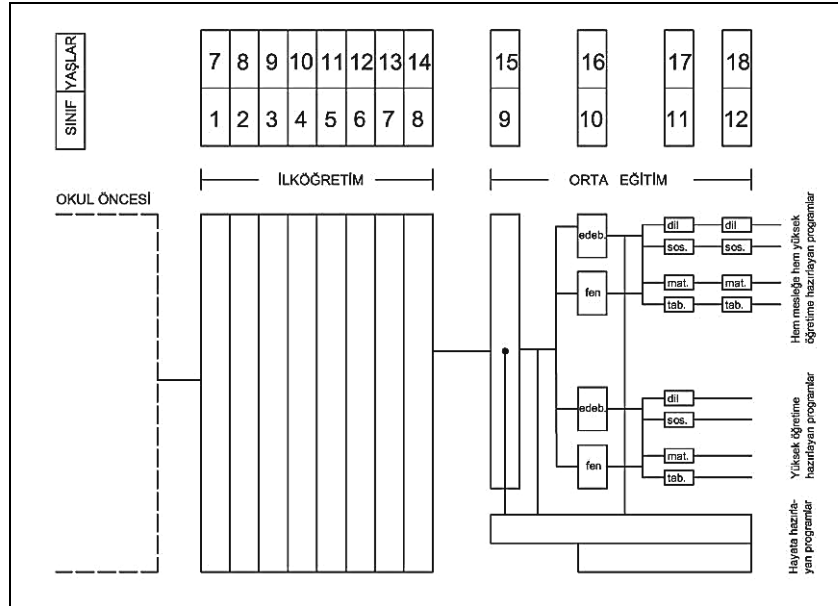 YAŞLAR
7 8 9 10 11 12 13 14 15 16 17 18
SINIF
1 2 3 4 5 6 7 8 9 10 11 12
İLKÖĞRETİM
ORTA EĞİTİM
OKUL ÖNCESİ
edeb.
dil dil
sos. sos.
fen
mat. mat.
tab. tab.
Hem mesleğe hem yüksek
öğretime hazırlayan programlar
edeb.
dil
sos.
fen
mat.
tab.
Yüksek öğretime
hazırlayan programlar
Hayata hazırla-
yan programlar